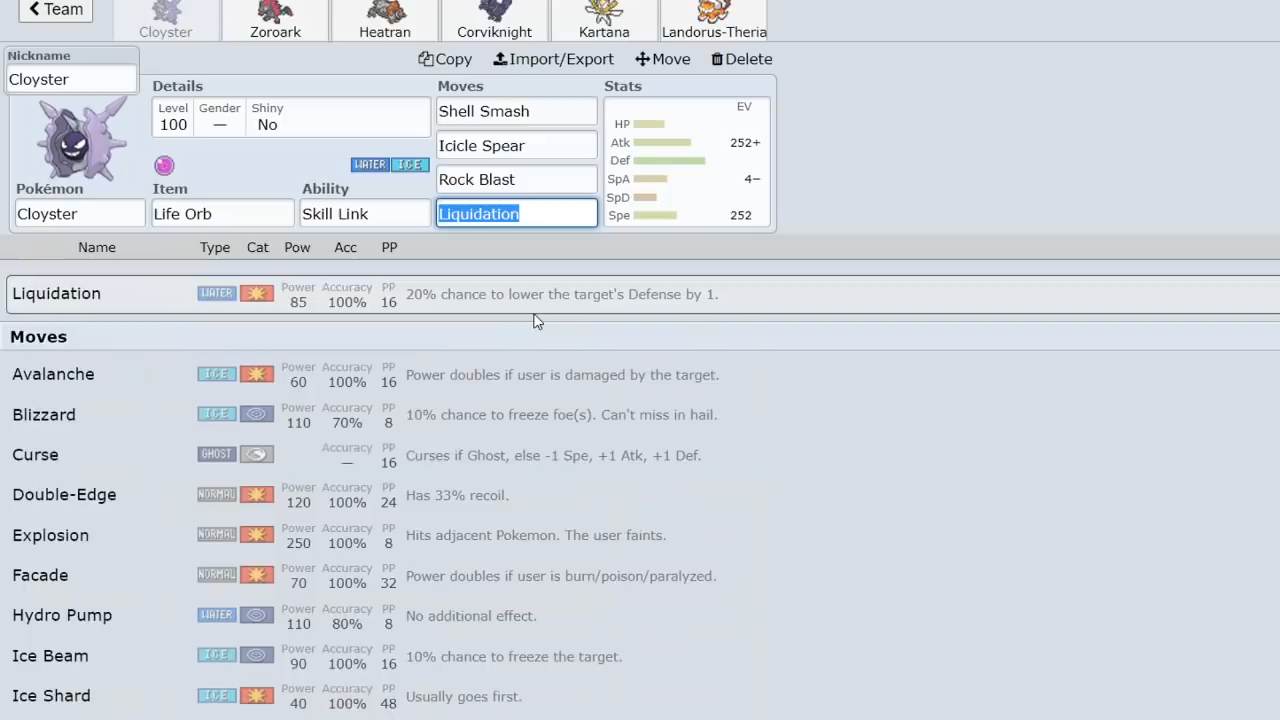 Team
Cloyster Zoroark Heatran Corviknight Kartana Landorus-Theria
Copy Import/Export Move Delete
Nickname
Cloyster
Details
Level Gender Shiny
100 — No
WATER ICE
Pokémon Item Ability
Cloyster Life Orb Skill Link
Moves
Shell Smash
Icicle Spear
Rock Blast
Liquidation
Stats
EV
HP
Atk 252+
Def
SpA 4−
SpD
Spe 252
Name Type Cat Pow Acc PP
Liquidation WATER Power 85 Accuracy 100% PP 16 20% chance to lower the target's Defense by 1.
Moves
Avalanche ICE Power 60 Accuracy 100% PP 16 Power doubles if user is damaged by the target.
Blizzard ICE Power 110 Accuracy 70% PP 8 10% chance to freeze foe(s). Can't miss in hail.
Curse GHOST Accuracy — PP 16 Curses if Ghost, else -1 Spe, +1 Atk, +1 Def.
Double-Edge NORMAL Power 120 Accuracy 100% PP 24 Has 33% recoil.
Explosion NORMAL Power 250 Accuracy 100% PP 8 Hits adjacent Pokemon. The user faints.
Facade NORMAL Power 70 Accuracy 100% PP 32 Power doubles if user is burn/poison/paralyzed.
Hydro Pump WATER Power 110 Accuracy 80% PP 8 No additional effect.
Ice Beam ICE Power 90 Accuracy 100% PP 16 10% chance to freeze the target.
Ice Shard ICE Power 40 Accuracy 100% PP 48 Usually goes first.